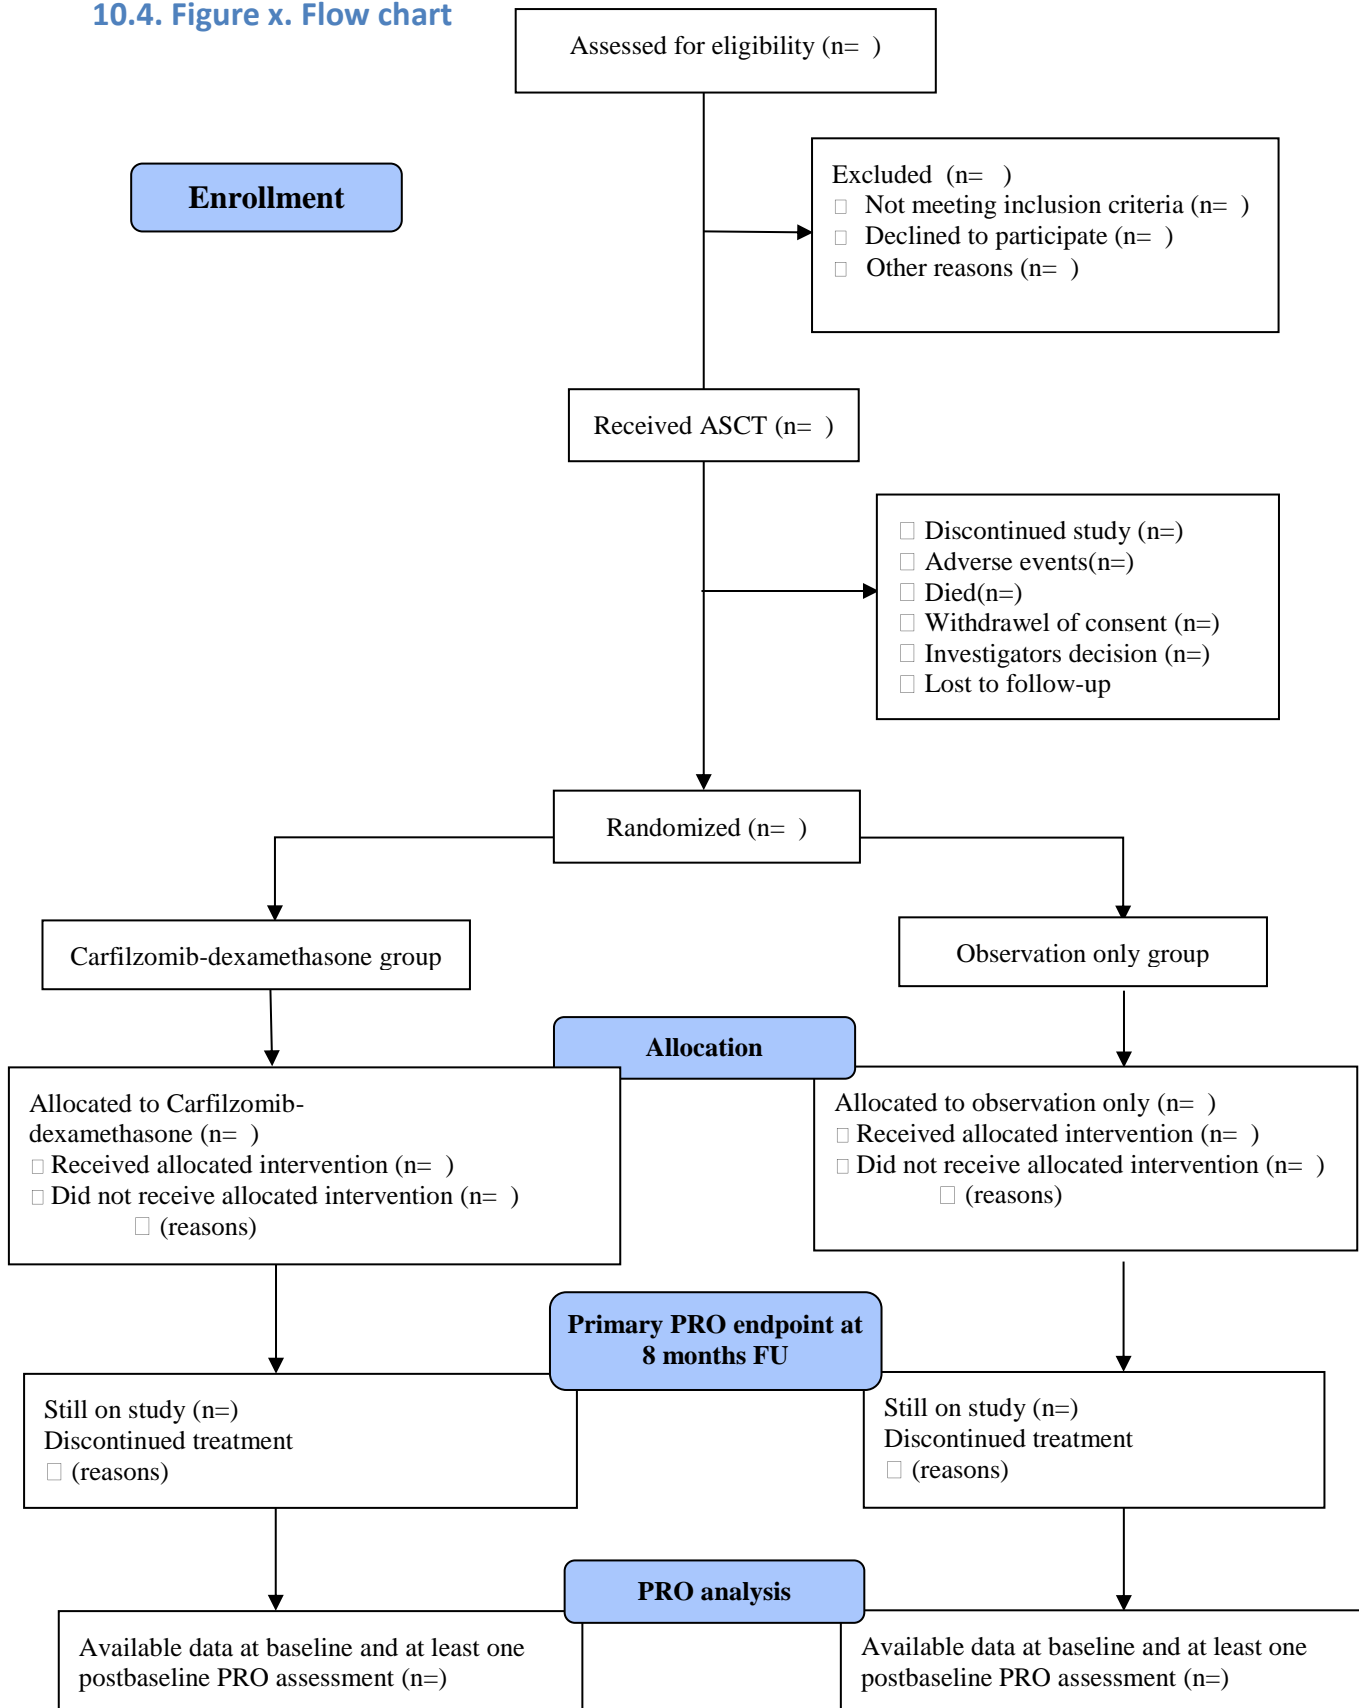 10.4. Figure x. Flow chart
Assessed for eligibility (n=  )
Enrollment
Excluded  (n=   )
□ Not meeting inclusion criteria (n=  )
□ Declined to participate (n=  )
□ Other reasons (n=  )
Received ASCT (n=  )
□ Discontinued study (n=)
□ Adverse events(n=)
□ Died(n=)
□ Withdrawel of consent (n=)
□ Investigators decision (n=)
□ Lost to follow-up
Randomized (n=  )
Carfilzomib-dexamethasone group
Observation only group
Allocation
Allocated to Carfilzomib-
dexamethasone (n=  )
□ Received allocated intervention (n=  )
□ Did not receive allocated intervention (n=  )
□ (reasons)
Allocated to observation only (n=  )
□ Received allocated intervention (n=  )
□ Did not receive allocated intervention (n=  )
□ (reasons)
Primary PRO endpoint at
8 months FU
Still on study (n=)
Discontinued treatment
□ (reasons)
Still on study (n=)
Discontinued treatment
□ (reasons)
PRO analysis
Available data at baseline and at least one
postbaseline PRO assessment (n=)
Available data at baseline and at least one
postbaseline PRO assessment (n=)